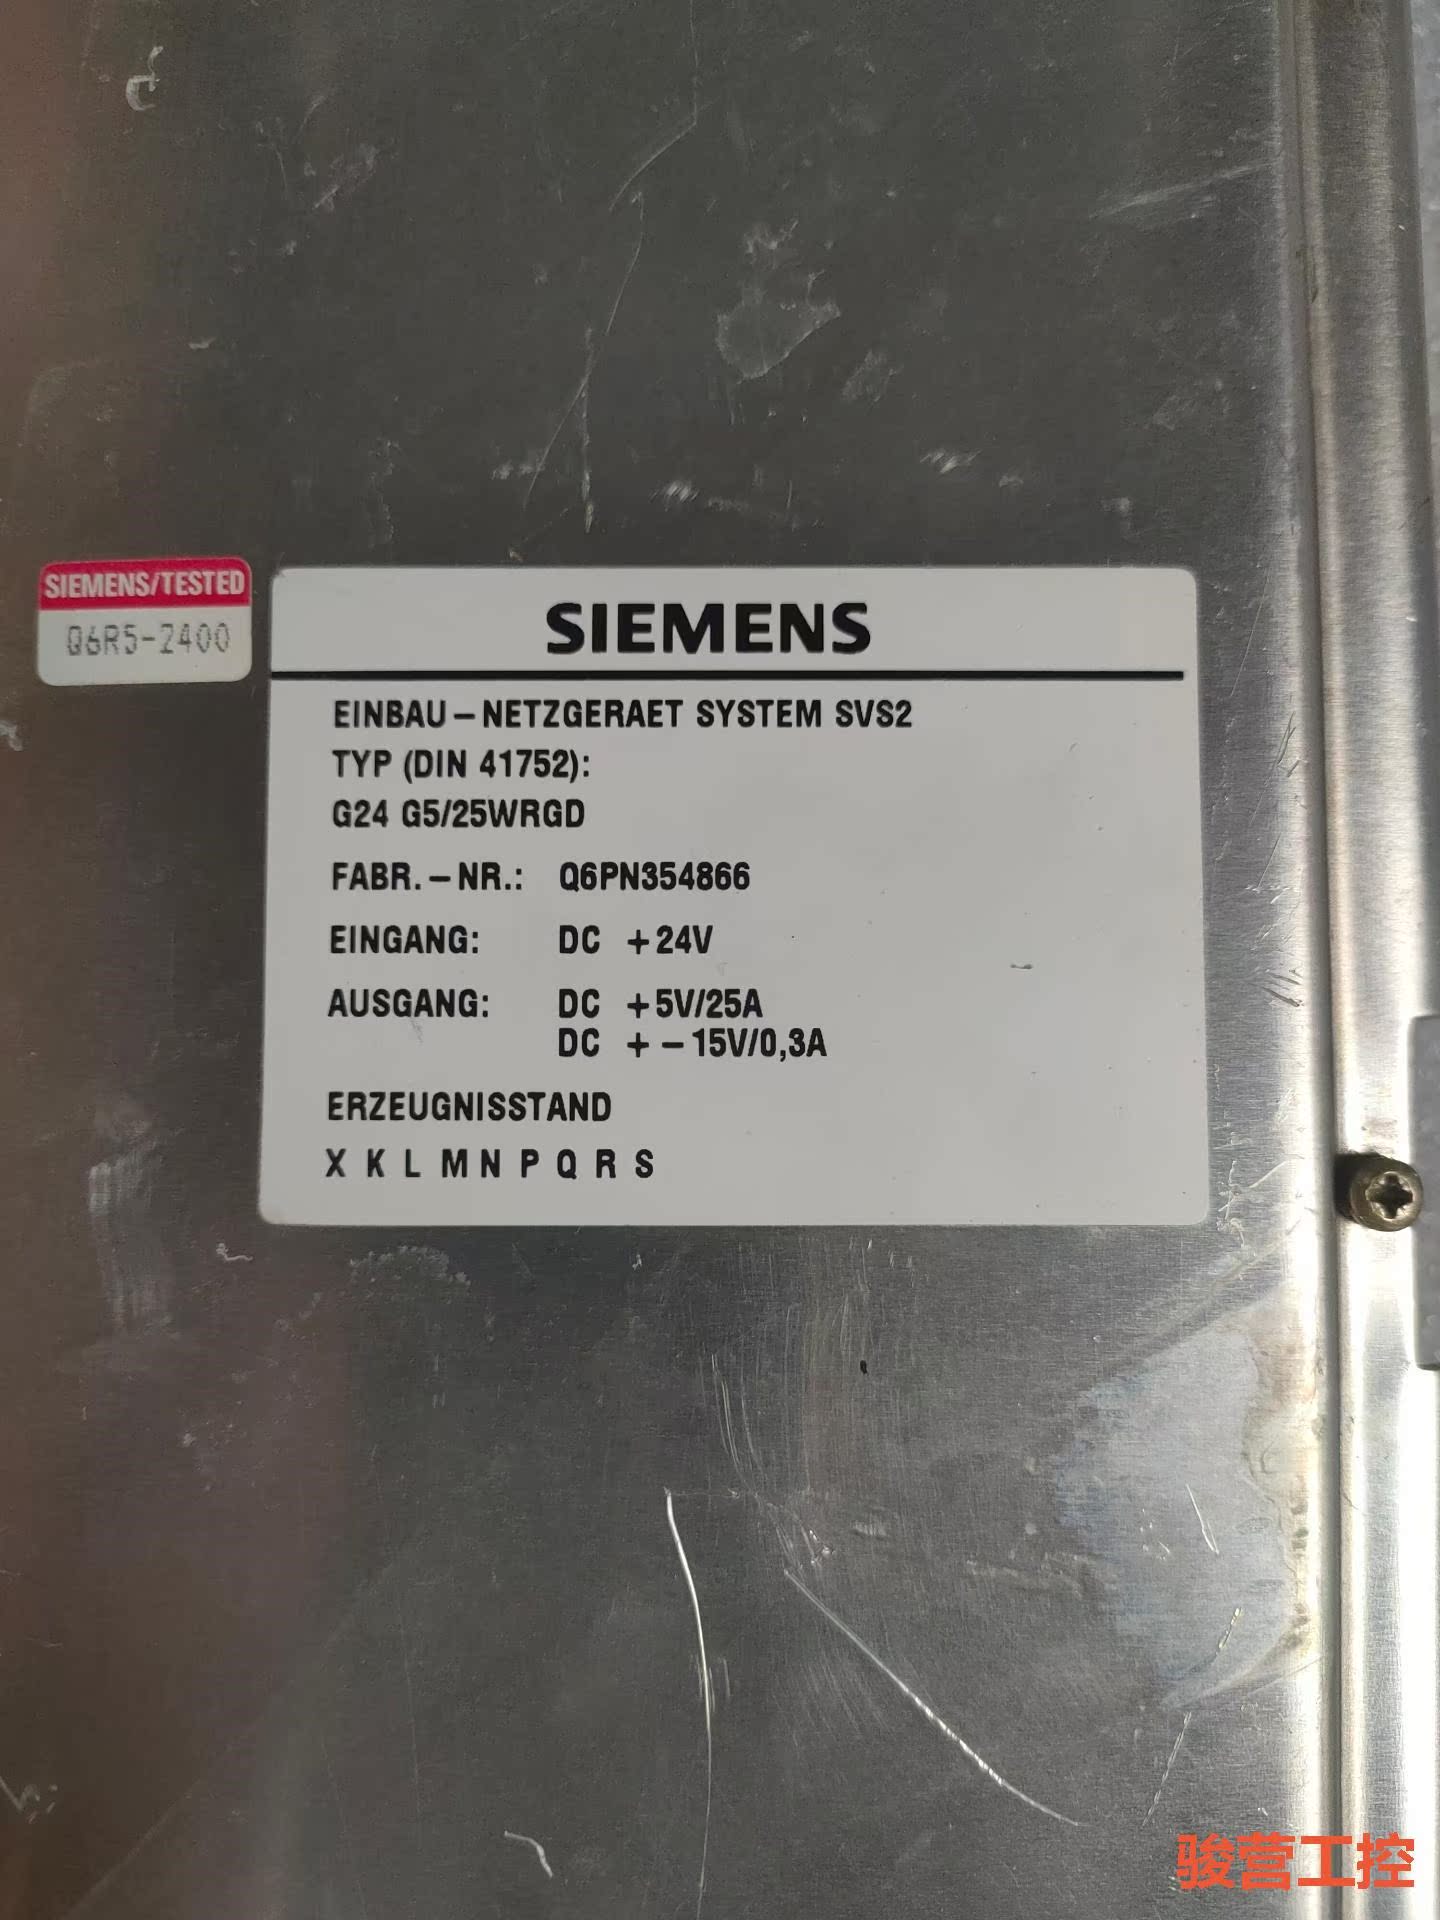 SIEMENS/TESTED
Q6R5-2400
SIEMENS
EINBAU – NETZGERAET SYSTEM SVS2
TYP (DIN 41752):
G24 G5/25WRGD
FABR. – NR.: Q6PN354866
EINGANG: DC +24V
AUSGANG: DC +5V/25A
DC + – 15V/0,3A
ERZEUGNISSTAND
X K L M N P Q R S
骏营工控